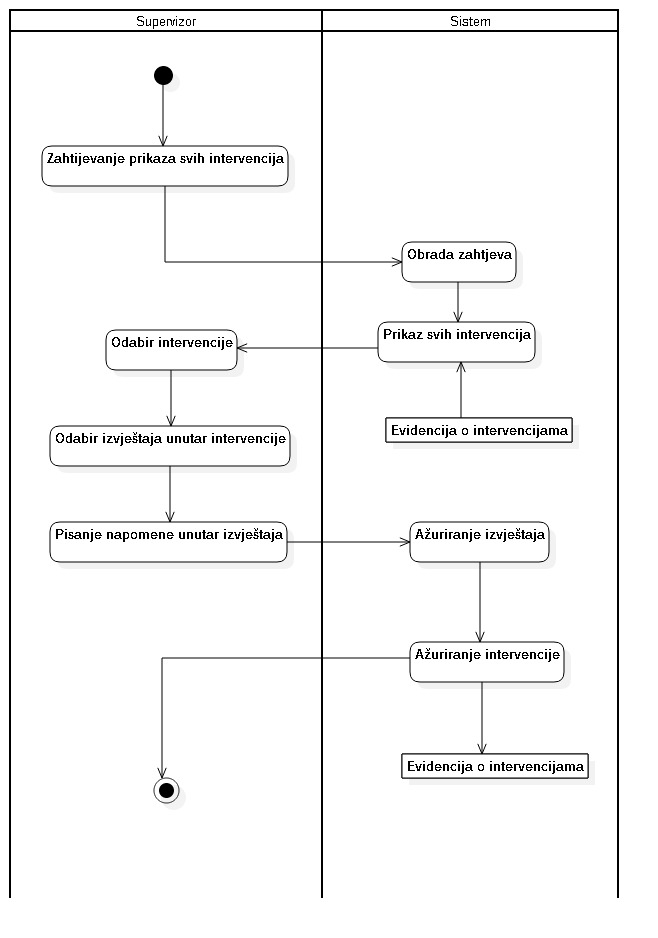 Supervizor
Sistem
Zahtijevanje prikaza svih intervencija
Obrada zahtjeva
Prikaz svih intervencija
Odabir intervencije
Evidencija o intervencijama
Odabir izvještaja unutar intervencije
Pisanje napomene unutar izvještaja
Ažuriranje izvještaja
Ažuriranje intervencije
Evidencija o intervencijama